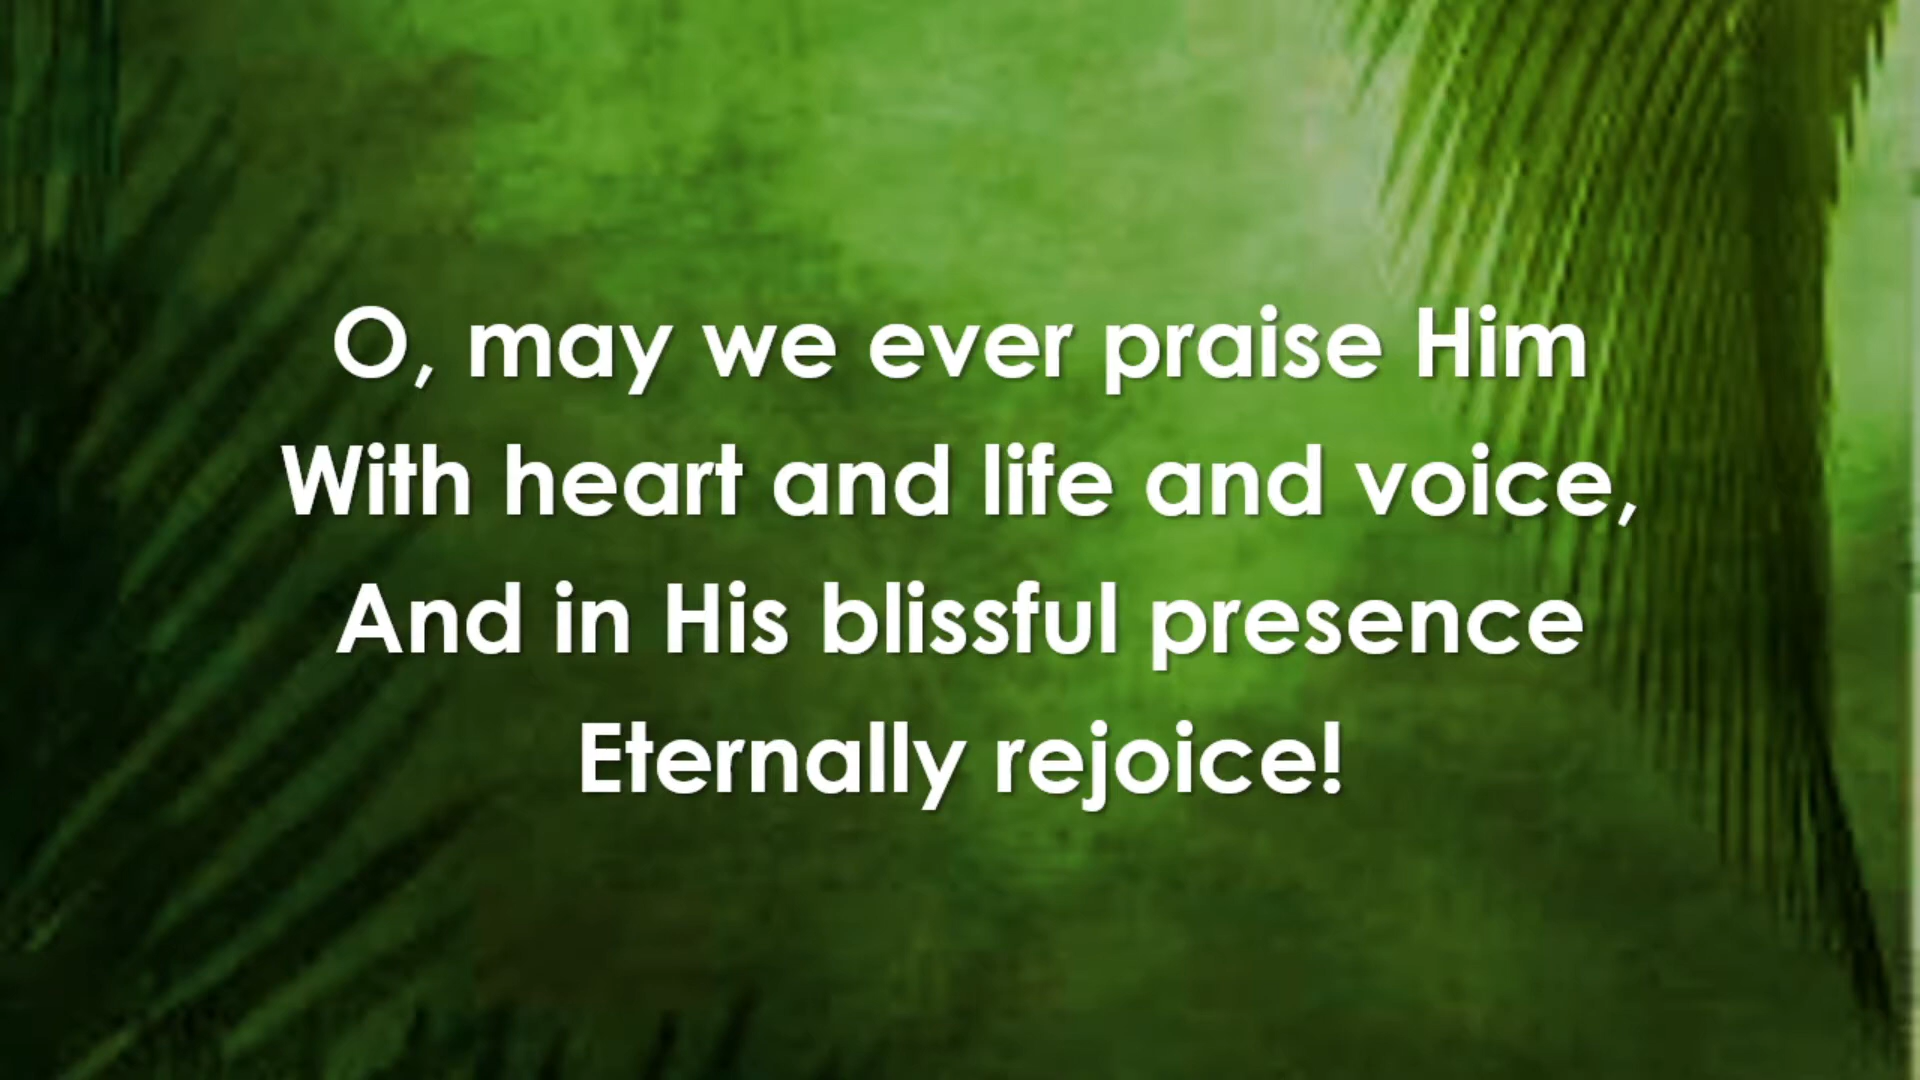 O, may we ever praise Him
With heart and life and voice,
And in His blissful presence
Eternally rejoice!